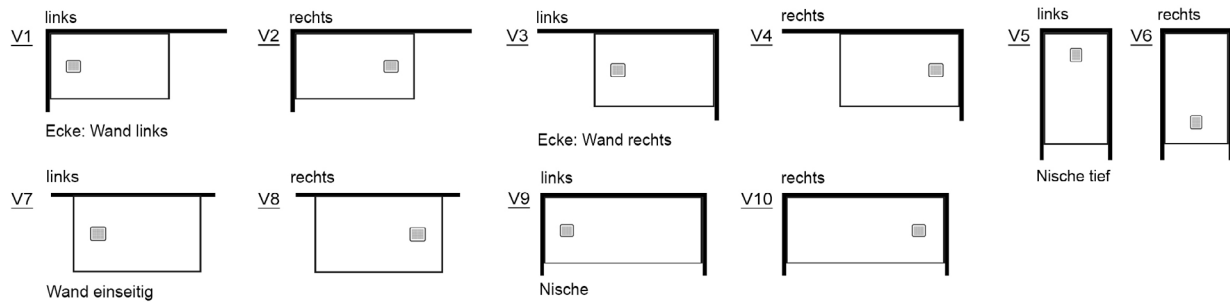 V1 links
V2 rechts
Ecke: Wand links
V3 links
V4 rechts
Ecke: Wand rechts
V5 links
V6 rechts
Nische tief
V7 links
V8 rechts
Wand einseitig
V9 links
V10 rechts
Nische